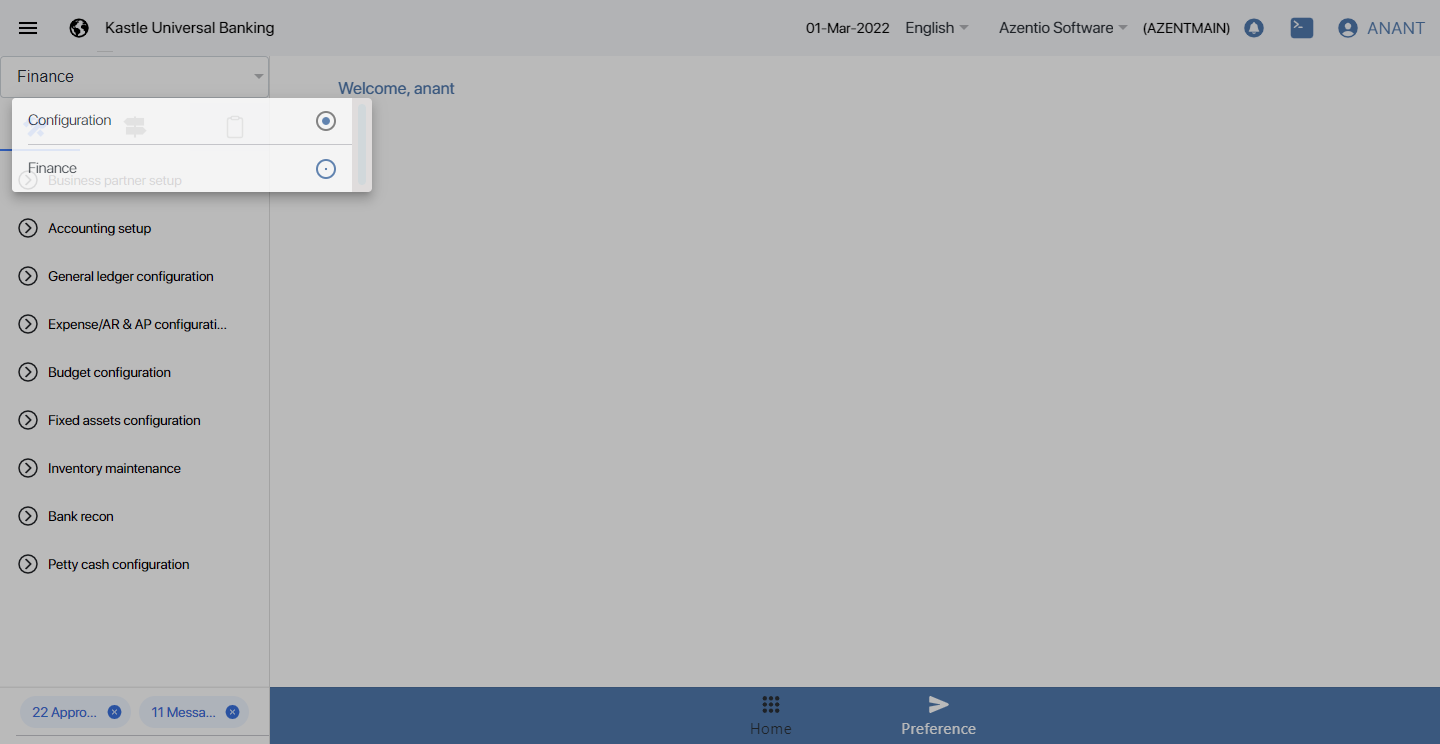 Kastle Universal Banking
01-Mar-2022 English Azentio Software (AZENTMAIN) ANANT
Finance
Welcome, anant
Configuration
Finance
Business partner setup
Accounting setup
General ledger configuration
Expense/AR & AP configurati...
Budget configuration
Fixed assets configuration
Inventory maintenance
Bank recon
Petty cash configuration
22 Appro... 11 Messa...
Home Preference